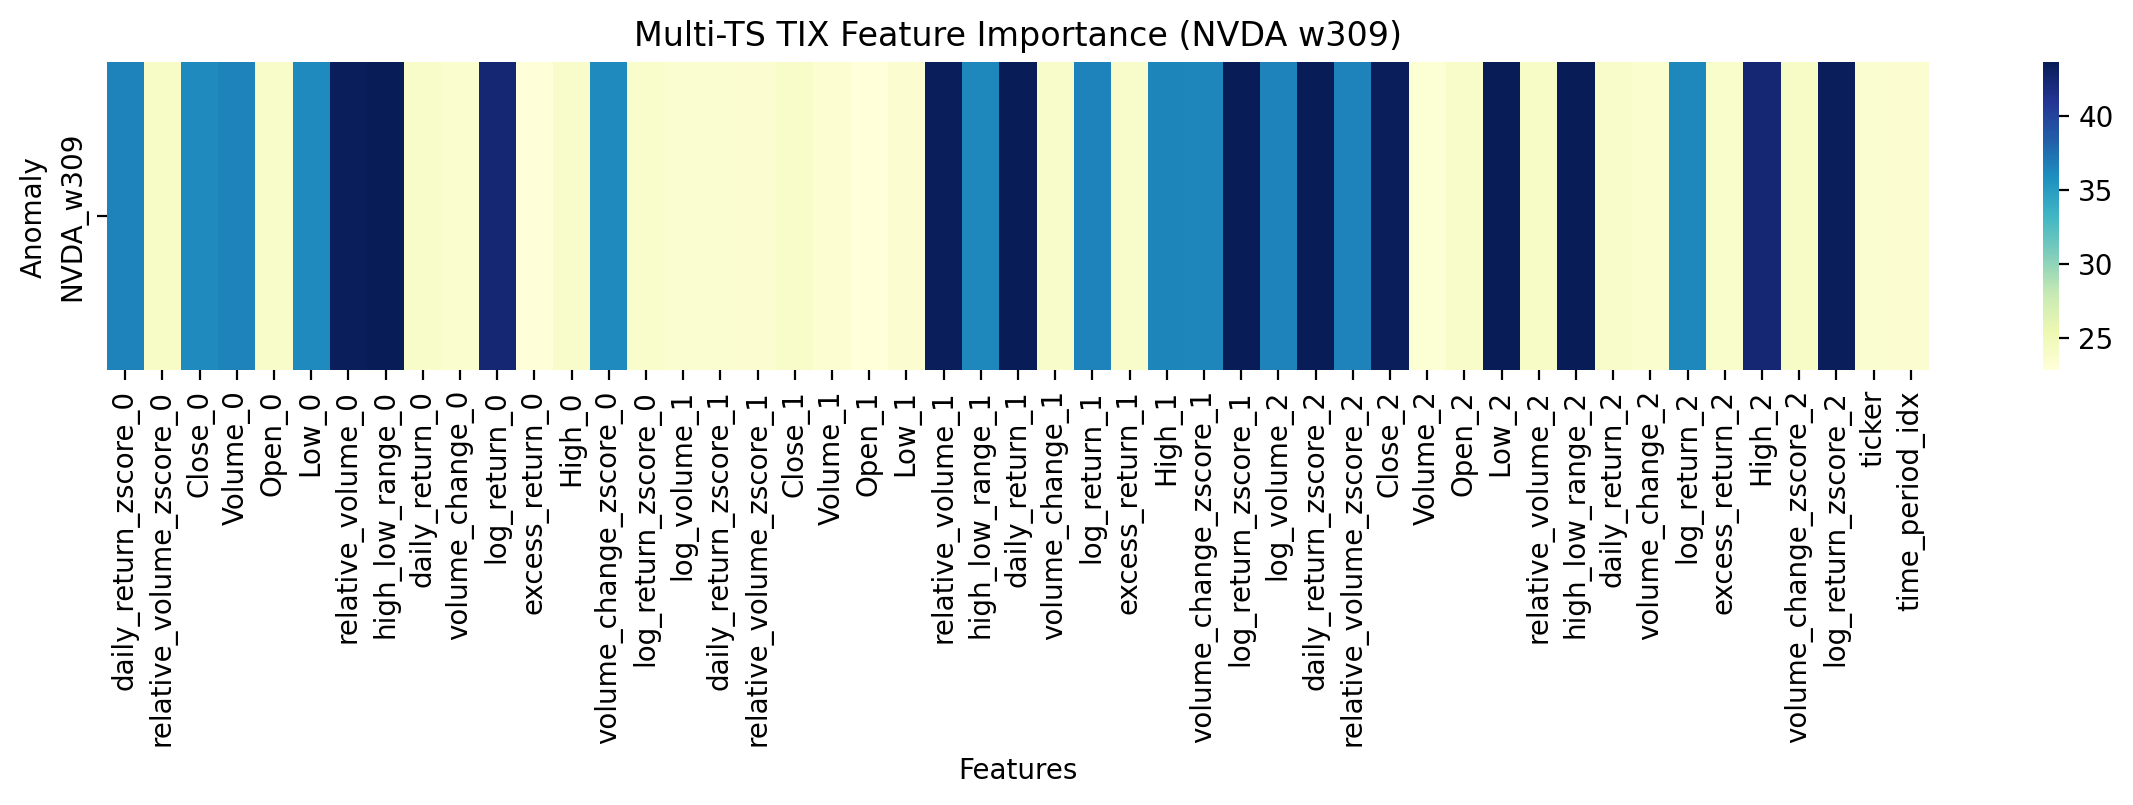 Multi-TS TIX Feature Importance (NVDA w309)
Anomaly
NVDA_w309
40
35
30
25
daily_return_zscore_0
relative_volume_zscore_0
Close_0
Volume_0
Open_0
Low_0
relative_volume_0
high_low_range_0
daily_return_0
volume_change_0
log_return_0
excess_return_0
High_0
volume_change_zscore_0
log_return_zscore_0
log_volume_1
daily_return_zscore_1
relative_volume_zscore_1
Close_1
Volume_1
Open_1
Low_1
relative_volume_1
high_low_range_1
daily_return_1
volume_change_1
log_return_1
excess_return_1
High_1
volume_change_zscore_1
log_return_zscore_1
log_volume_2
daily_return_zscore_2
relative_volume_zscore_2
Close_2
Volume_2
Open_2
Low_2
relative_volume_2
high_low_range_2
daily_return_2
volume_change_2
log_return_2
excess_return_2
High_2
volume_change_zscore_2
log_return_zscore_2
ticker
time_period_idx
Features